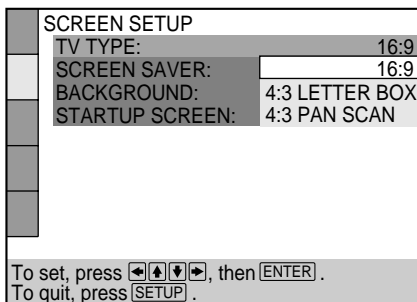 SCREEN SETUP
TV TYPE: 16:9
SCREEN SAVER: 16:9
BACKGROUND: 4:3 LETTER BOX
STARTUP SCREEN: 4:3 PAN SCAN
To set, press ←↑↓→, then ENTER .
To quit, press SETUP .